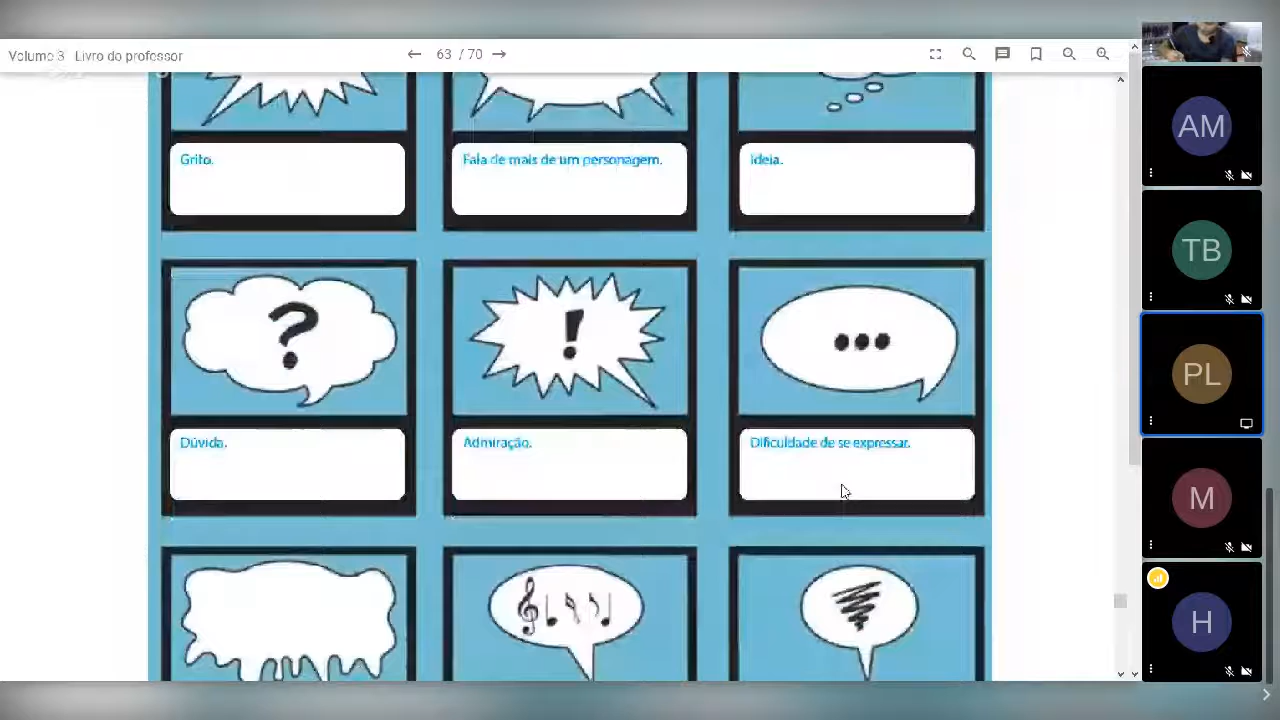 Volume 3 - Livro do professor
63 / 70
Grito.
Fala de mais de um personagem.
Ideia.
?
!
...
Dúvida.
Admiração.
Dificuldade de se expressar.
AM
TB
PL
M
H